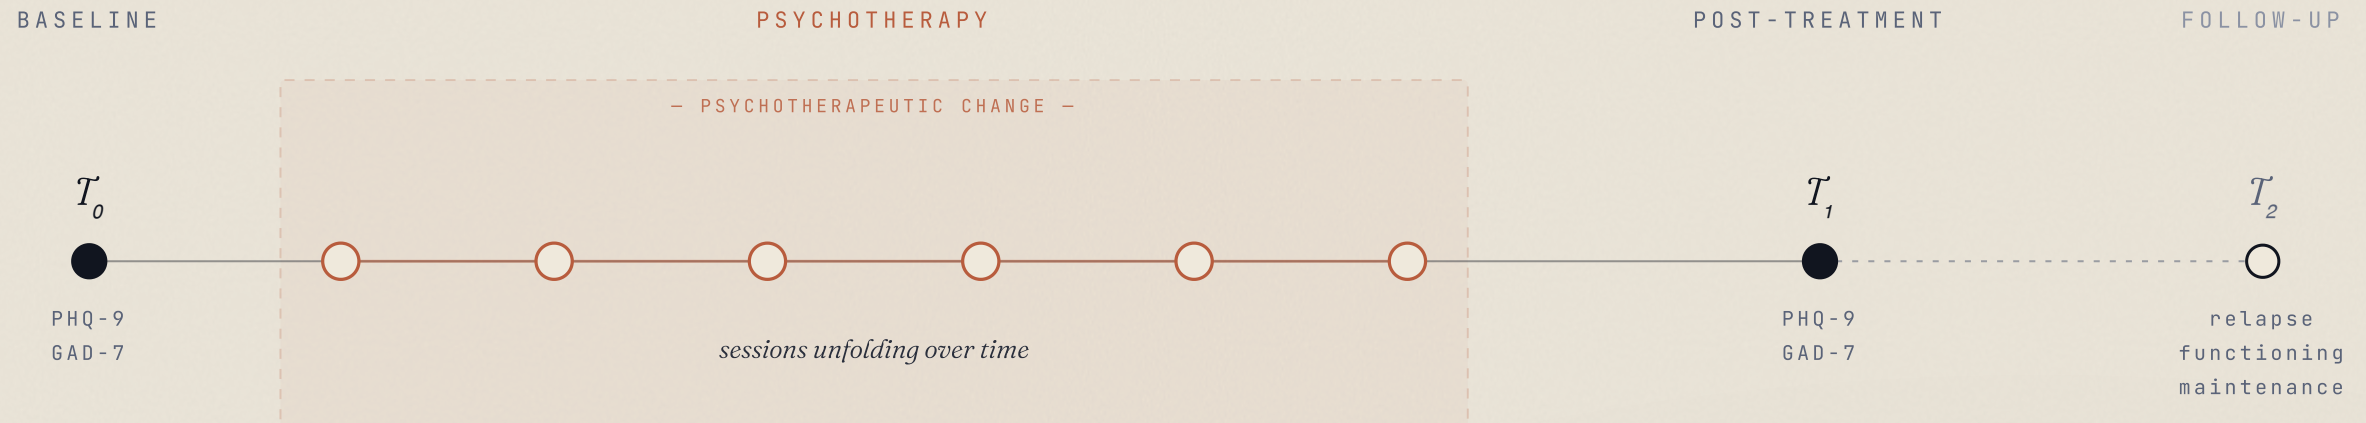 BASELINE
PSYCHOTHERAPY
POST-TREATMENT
FOLLOW-UP
— PSYCHOTHERAPEUTIC CHANGE —
T0
T1
T2
PHQ-9
GAD-7
sessions unfolding over time
PHQ-9
GAD-7
relapse
functioning
maintenance